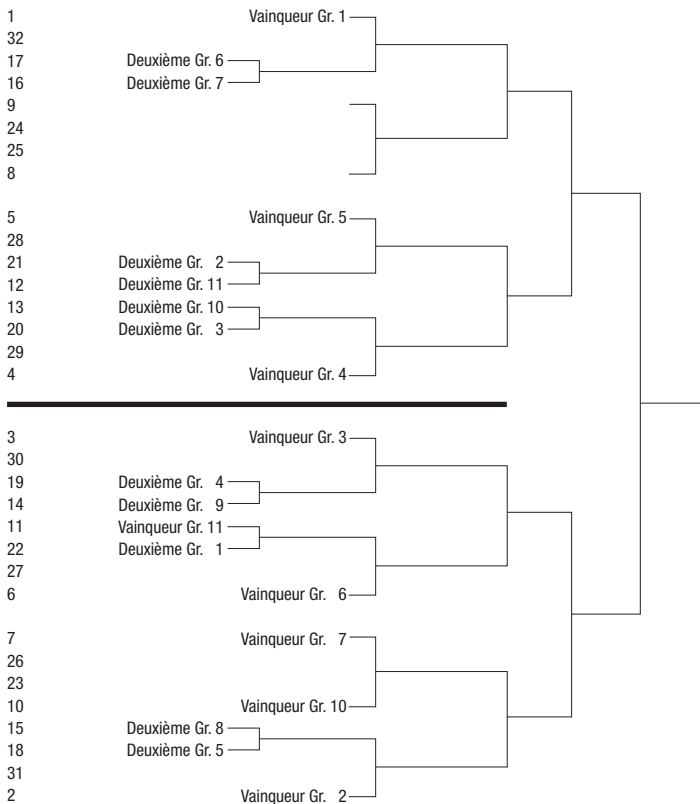 1 Vainqueur Gr. 1
32
17 Deuxième Gr. 6
16 Deuxième Gr. 7
9
24
25
8
5 Vainqueur Gr. 5
28
21 Deuxième Gr. 2
12 Deuxième Gr. 11
13 Deuxième Gr. 10
20 Deuxième Gr. 3
29
4 Vainqueur Gr. 4
3 Vainqueur Gr. 3
30
19 Deuxième Gr. 4
14 Deuxième Gr. 9
11 Vainqueur Gr. 11
22 Deuxième Gr. 1
27
6 Vainqueur Gr. 6
7 Vainqueur Gr. 7
26
23
10 Vainqueur Gr. 10
15 Deuxième Gr. 8
18 Deuxième Gr. 5
31
2 Vainqueur Gr. 2